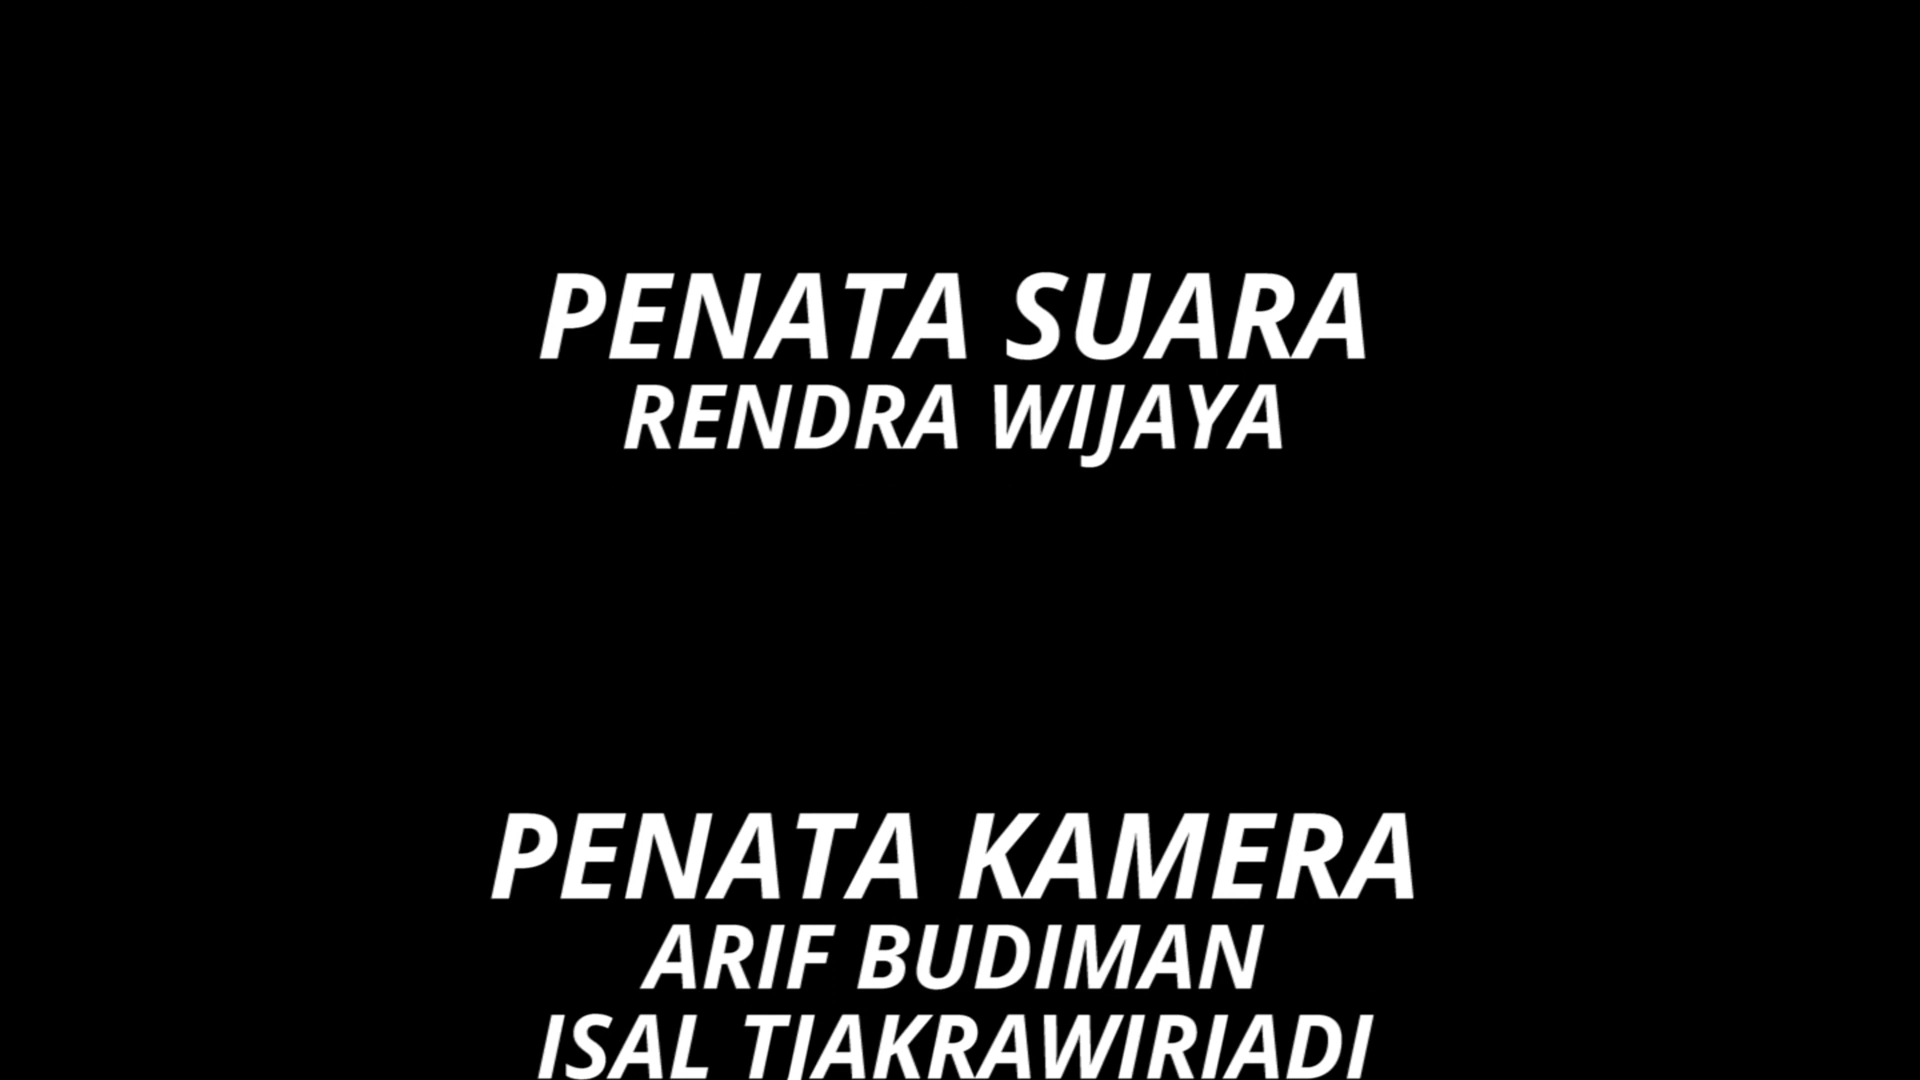 PENATA SUARA
RENDRA WIJAYA
PENATA KAMERA
ARIF BUDIMAN
ISAL TJAKRAWIRIADI